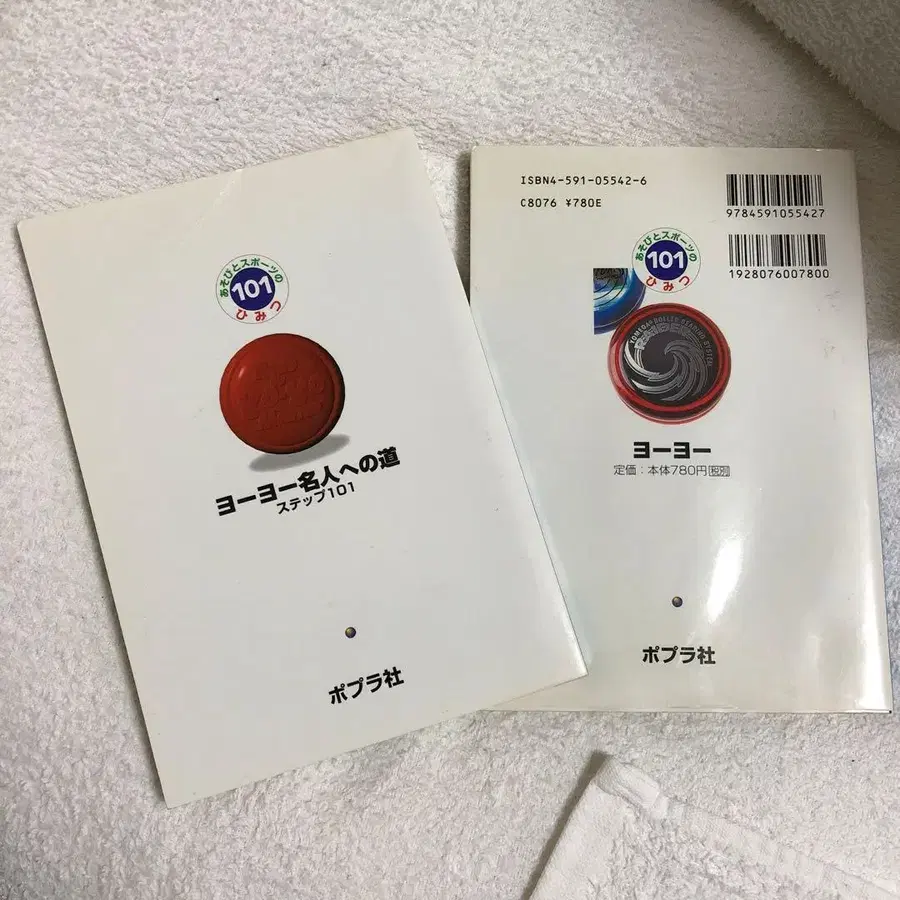 あそびとスポーツの
101
ひみつ
ヨーヨー名人への道
ステップ101
ポプラ社
ISBN4-591-05542-6
C8076 ¥780E
9784591055427
1928076007800
あそびとスポーツの
101
ひみつ
ヨーヨー
定価：本体780円税別
ポプラ社